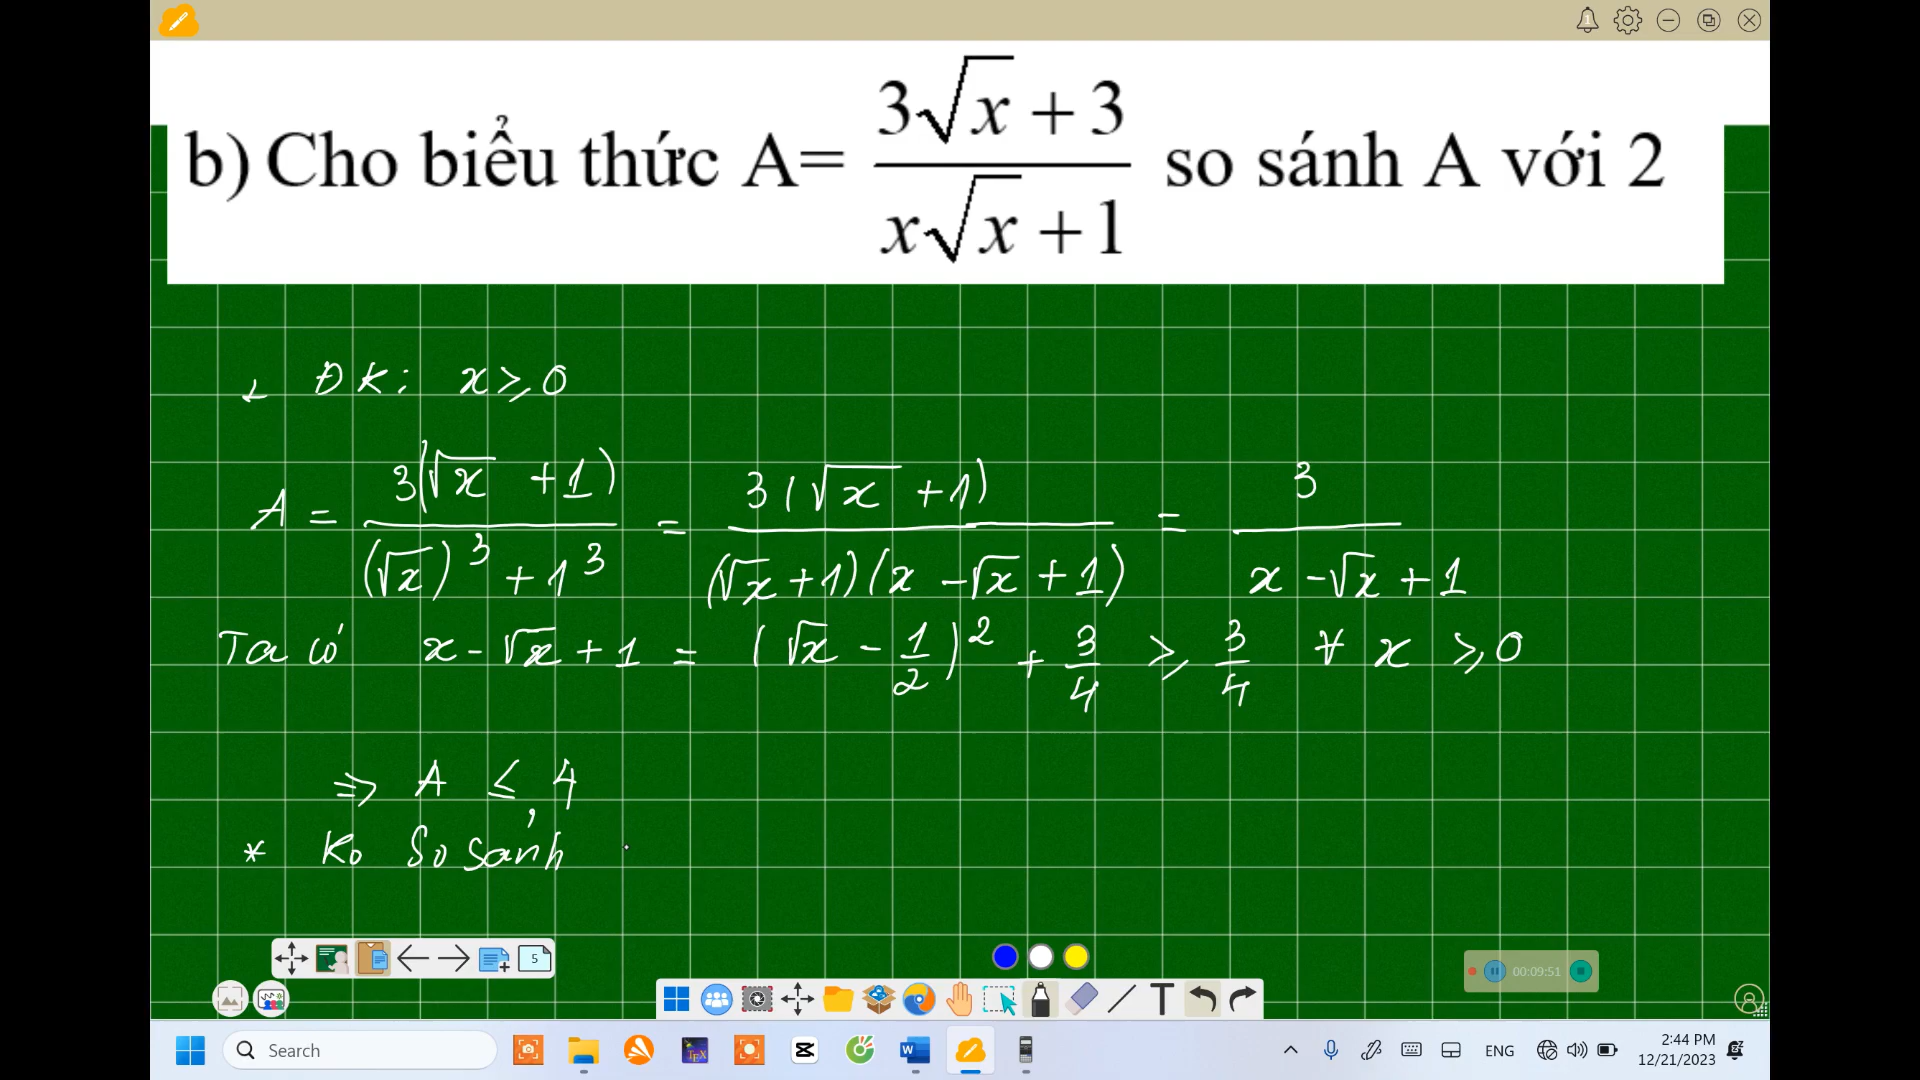 b) Cho biểu thức A= (3√x + 3)/(x√x + 1) so sánh A với 2
ĐK: x ⩾ 0
A = 3(√x + 1)/((√x)³ + 1³) = 3(√x + 1)/((√x + 1)(x - √x + 1)) = 3/(x - √x + 1)
Ta có x - √x + 1 = (√x - 1/2)² + 3/4 ⩾ 3/4 ∀ x ⩾ 0
=> A ⩽ 4
* Ko So sánh
5
00:09:51
Search
ENG
2:44 PM
12/21/2023